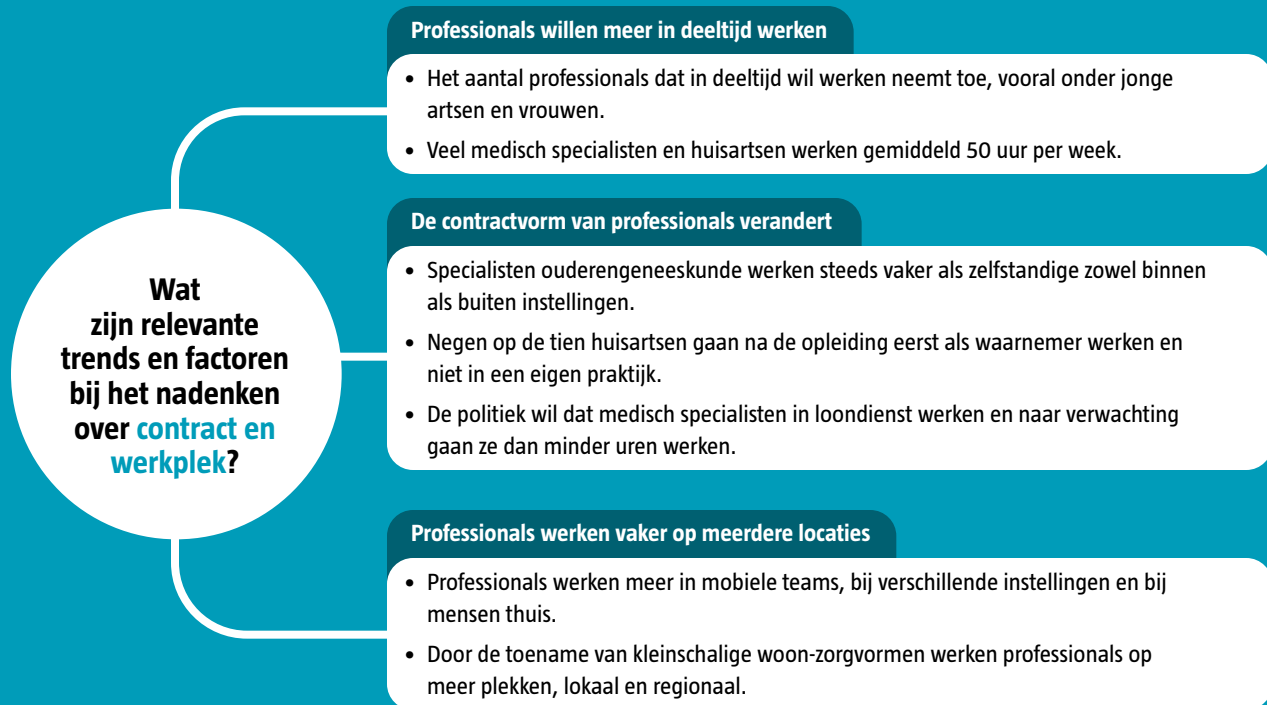 Wat
zijn relevante
trends en factoren
bij het nadenken
over contract en
werkplek?
Professionals willen meer in deeltijd werken
• Het aantal professionals dat in deeltijd wil werken neemt toe, vooral onder jonge
artsen en vrouwen.
• Veel medisch specialisten en huisartsen werken gemiddeld 50 uur per week.
De contractvorm van professionals verandert
• Specialisten ouderengeneeskunde werken steeds vaker als zelfstandige zowel binnen
als buiten instellingen.
• Negen op de tien huisartsen gaan na de opleiding eerst als waarnemer werken en
niet in een eigen praktijk.
• De politiek wil dat medisch specialisten in loondienst werken en naar verwachting
gaan ze dan minder uren werken.
Professionals werken vaker op meerdere locaties
• Professionals werken meer in mobiele teams, bij verschillende instellingen en bij
mensen thuis.
• Door de toename van kleinschalige woon-zorgvormen werken professionals op
meer plekken, lokaal en regionaal.